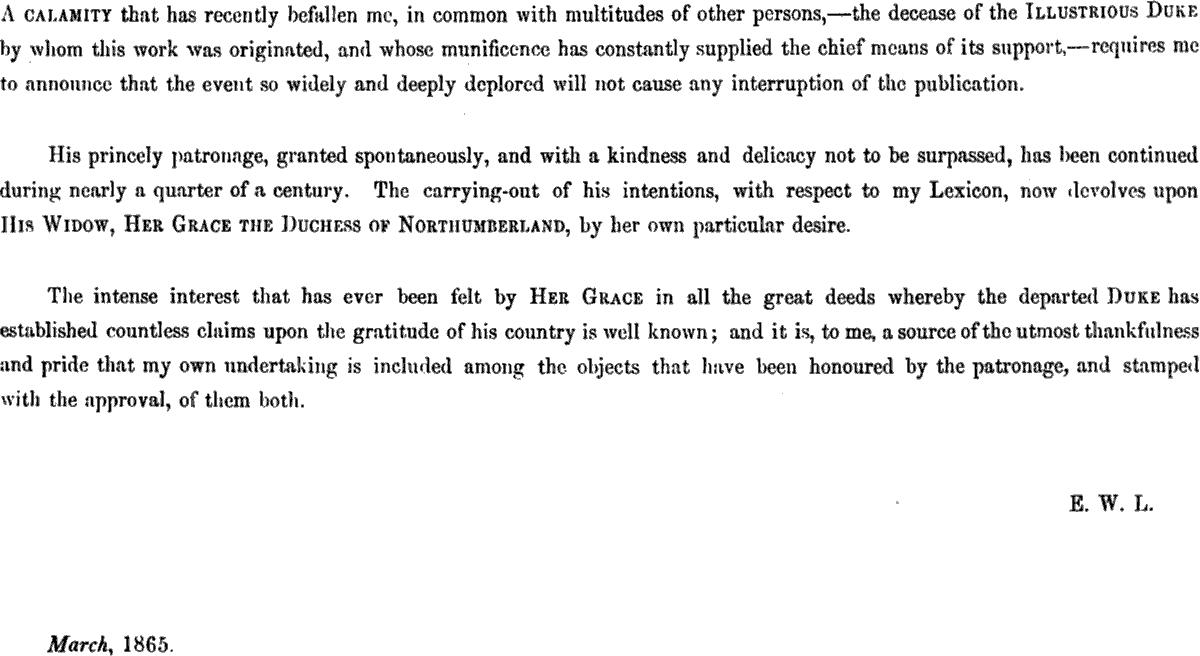 A CALAMITY that has recently befallen me, in common with multitudes of other persons,—the decease of the ILLUSTRIOUS DUKE
by whom this work was originated, and whose munificence has constantly supplied the chief means of its support,—requires me
to announce that the event so widely and deeply deplored will not cause any interruption of the publication.
His princely patronage, granted spontaneously, and with a kindness and delicacy not to be surpassed, has been continued
during nearly a quarter of a century. The carrying-out of his intentions, with respect to my Lexicon, now devolves upon
HIS WIDOW, HER GRACE THE DUCHESS OF NORTHUMBERLAND, by her own particular desire.
The intense interest that has ever been felt by HER GRACE in all the great deeds whereby the departed DUKE has
established countless claims upon the gratitude of his country is well known; and it is, to me, a source of the utmost thankfulness
and pride that my own undertaking is included among the objects that have been honoured by the patronage, and stamped
with the approval, of them both.
E. W. L.
March, 1865.